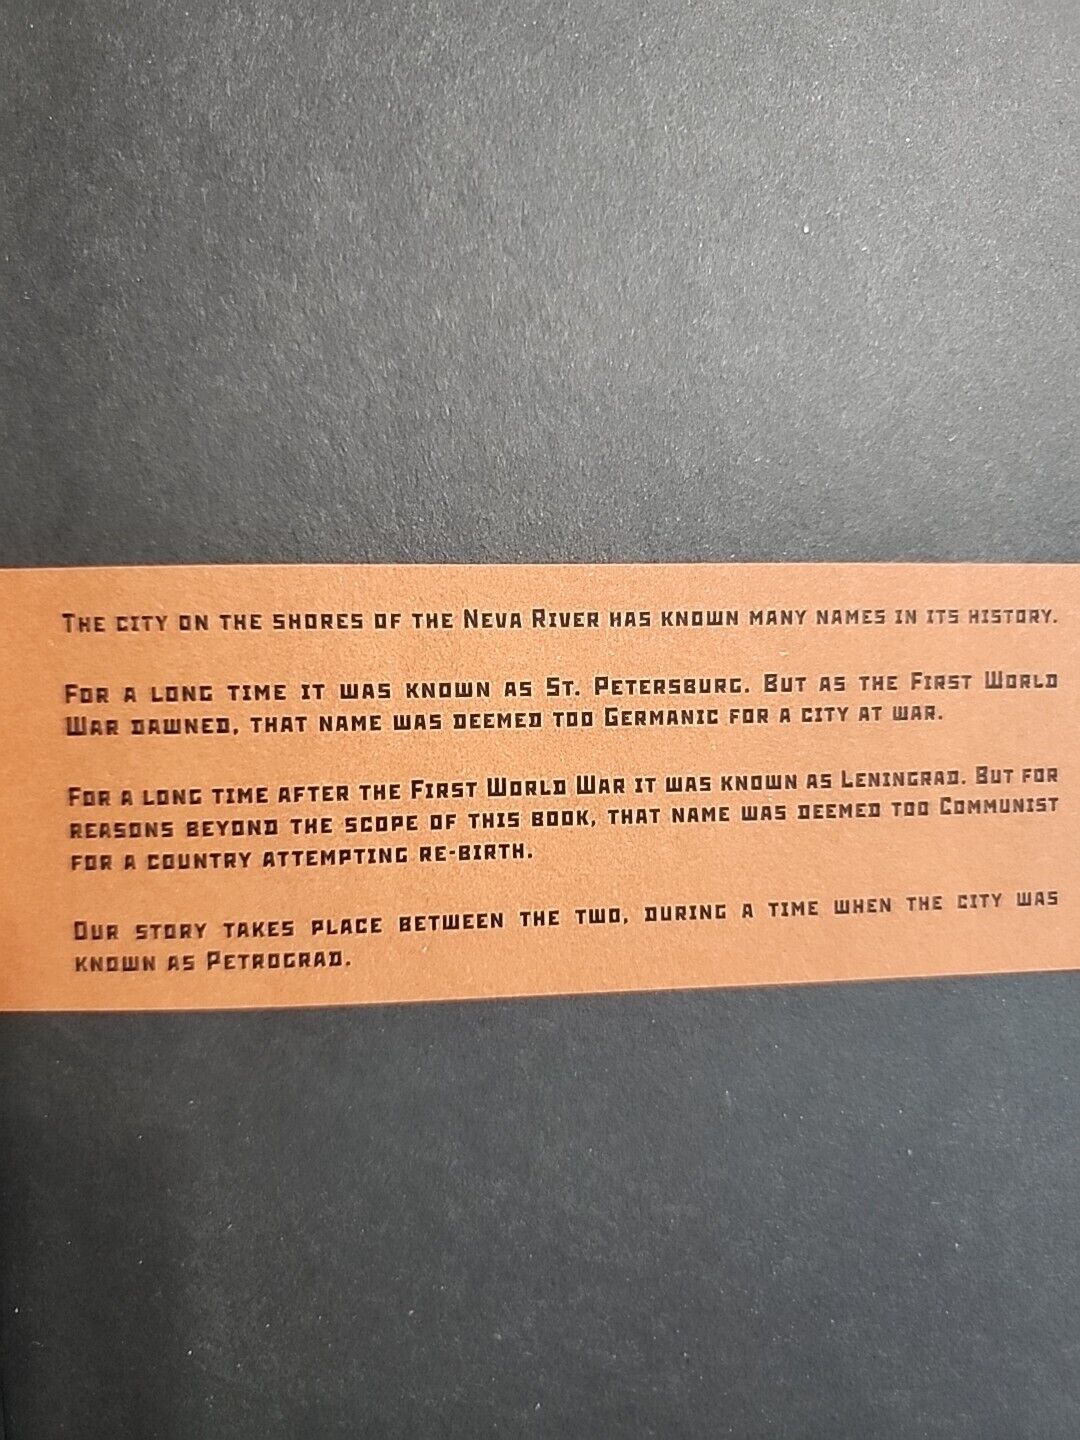 The city on the shores of the Neva River has known many names in its history.
For a long time it was known as St. Petersburg. But as the First World
War dawned, that name was deemed too Germanic for a city at war.
For a long time after the First World War it was known as Leningrad. But for
reasons beyond the scope of this book, that name was deemed too Communist
for a country attempting re-birth.
Our story takes place between the two, during a time when the city was
known as Petrograd.